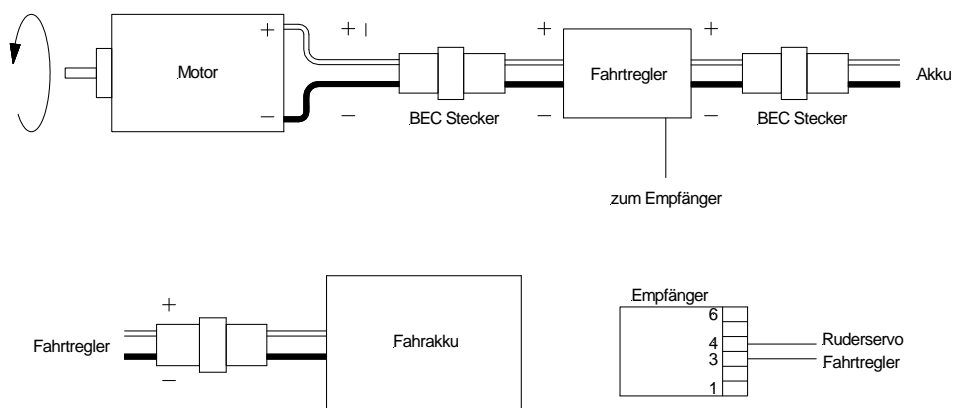 + + | + +
Motor Fahrtregler Akku
− − − −
BEC Stecker BEC Stecker
zum Empfänger
+
Fahrtregler
−
Fahrakku
Empfänger
6
4 Ruderservo
3 Fahrtregler
1